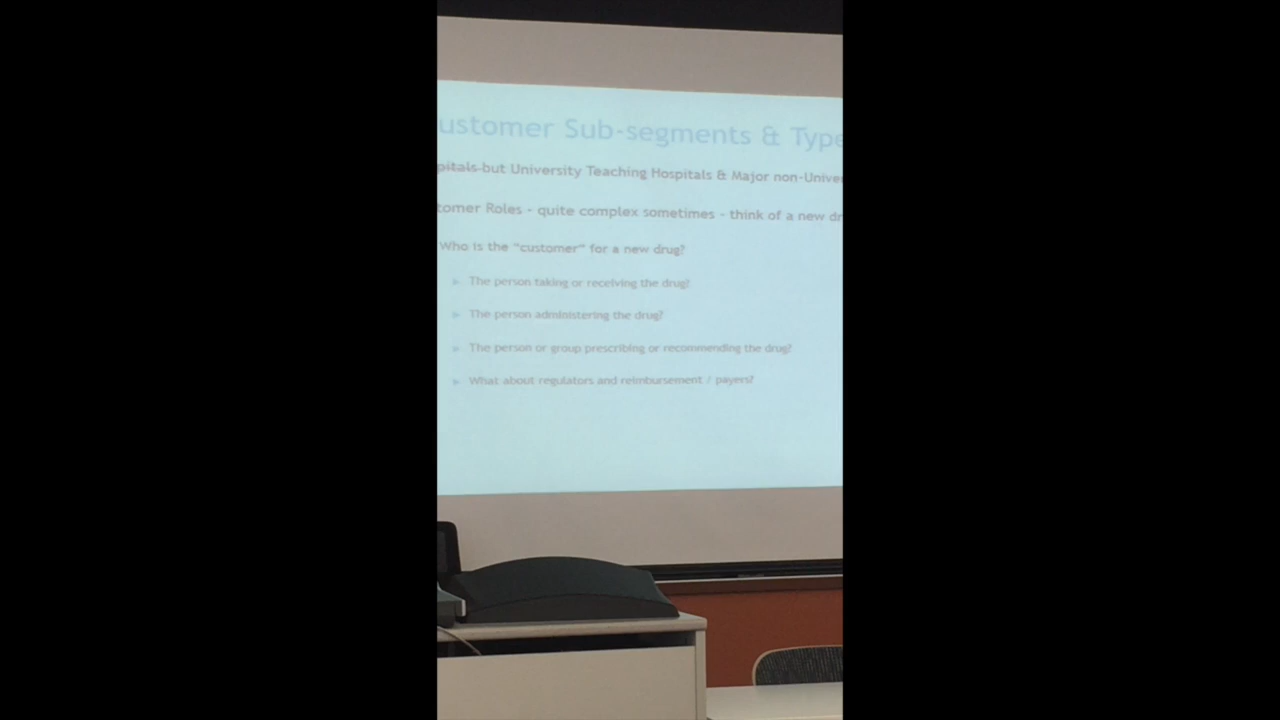 ustomer Sub-segments & Type
pitals but University Teaching Hospitals & Major non-Univer
tomer Roles - quite complex sometimes - think of a new dr
Who is the "customer" for a new drug?
The person taking or receiving the drug?
The person administering the drug?
The person or group prescribing or recommending the drug?
What about regulators and reimbursement / payers?